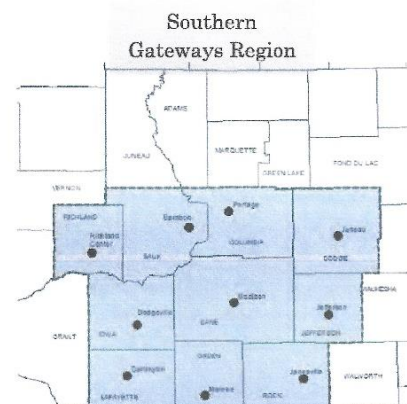 Southern
Gateways Region
ADAMS
JUNEAU
MARQUETTE
GREEN LAKE
FOND DU LAC
VERNON
RICHLAND
Richland
Center
Baraboo
SAUK
Portage
COLUMBIA
Juneau
DODGE
WAUKESHA
GRANT
Dodgeville
IOWA
Madison
DANE
Jefferson
JEFFERSON
Darlington
LAFAYETTE
GREEN
Monroe
Janesville
ROCK
WALWORTH